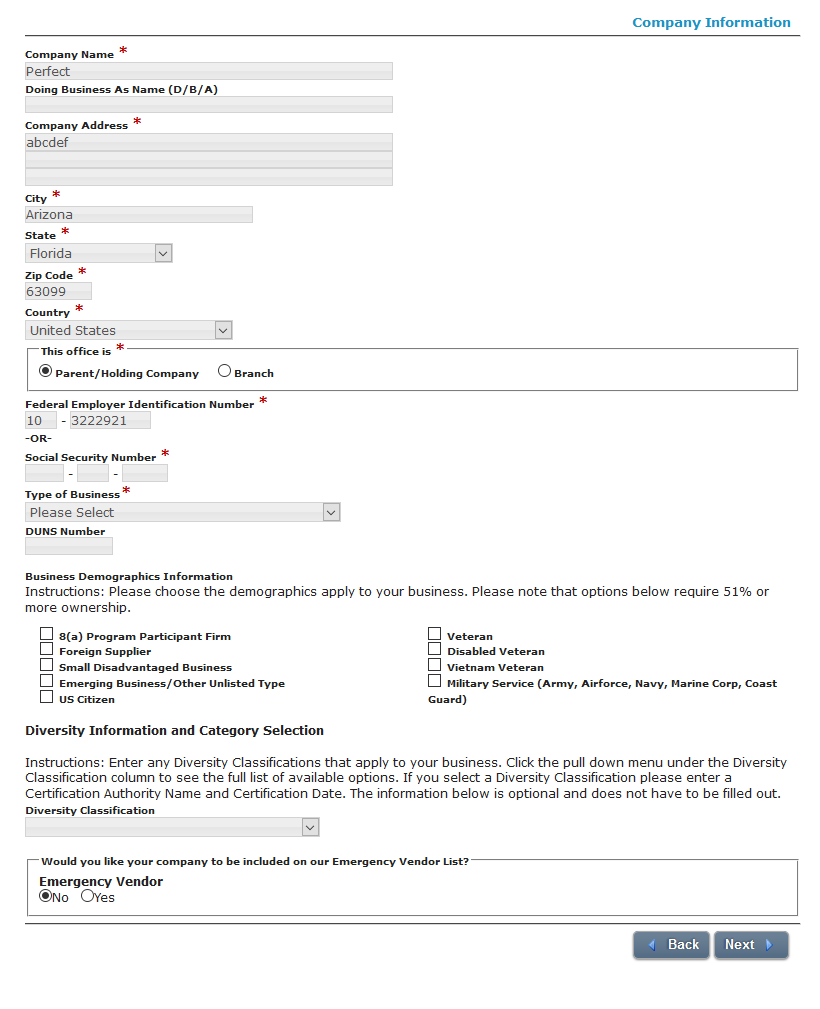 Company Information
Company Name *
Perfect
Doing Business As Name (D/B/A)
Company Address *
abcdef
City *
Arizona
State *
Florida
Zip Code *
63099
Country *
United States
This office is *
Parent/Holding Company Branch
Federal Employer Identification Number *
10 - 3222921
-OR-
Social Security Number *
- -
Type of Business *
Please Select
DUNS Number
Business Demographics Information
Instructions: Please choose the demographics apply to your business. Please note that options below require 51% or
more ownership.
8(a) Program Participant Firm
Foreign Supplier
Small Disadvantaged Business
Emerging Business/Other Unlisted Type
US Citizen
Veteran
Disabled Veteran
Vietnam Veteran
Military Service (Army, Airforce, Navy, Marine Corp, Coast
Guard)
Diversity Information and Category Selection
Instructions: Enter any Diversity Classifications that apply to your business. Click the pull down menu under the Diversity
Classification column to see the full list of available options. If you select a Diversity Classification please enter a
Certification Authority Name and Certification Date. The information below is optional and does not have to be filled out.
Diversity Classification
Would you like your company to be included on our Emergency Vendor List?
Emergency Vendor
No Yes
Back Next